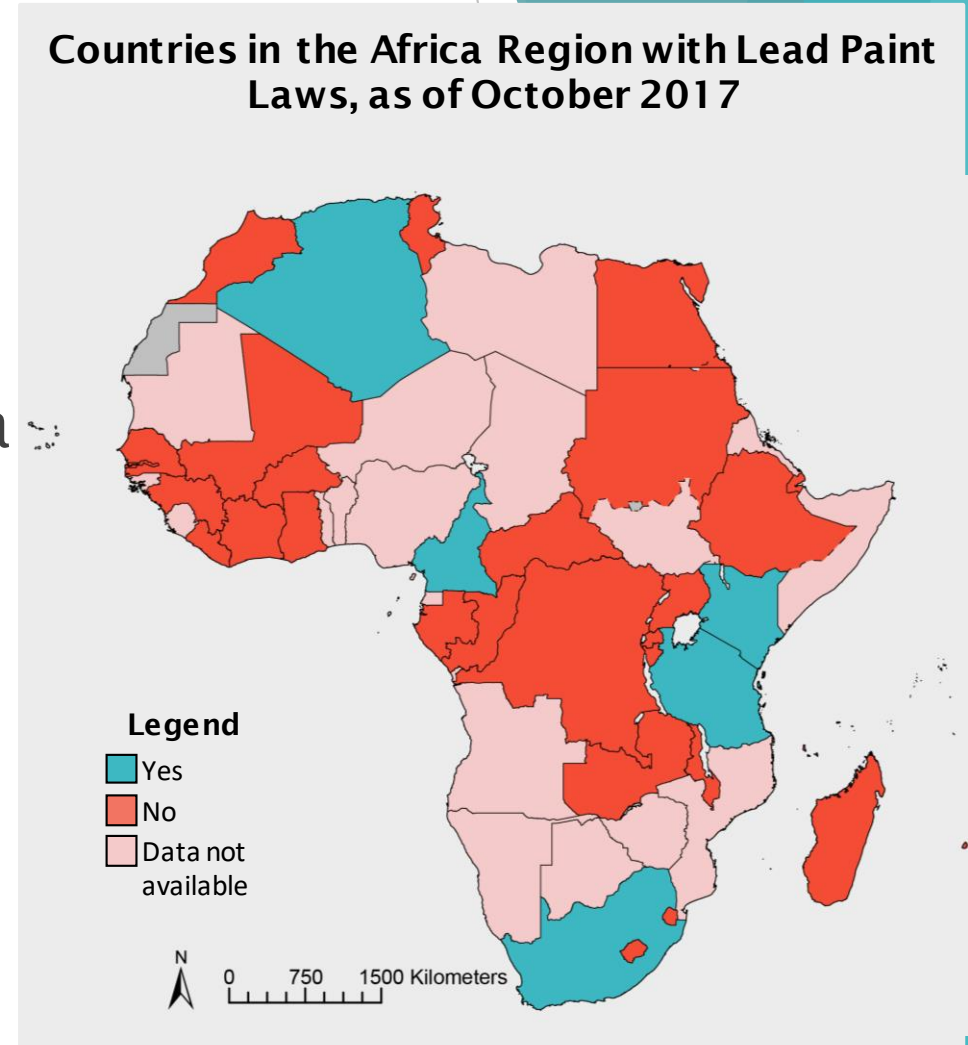 Countries in the Africa Region with Lead Paint
Laws, as of October 2017
a
Legend
Yes
No
Data not
available
N
0 750 1500 Kilometers